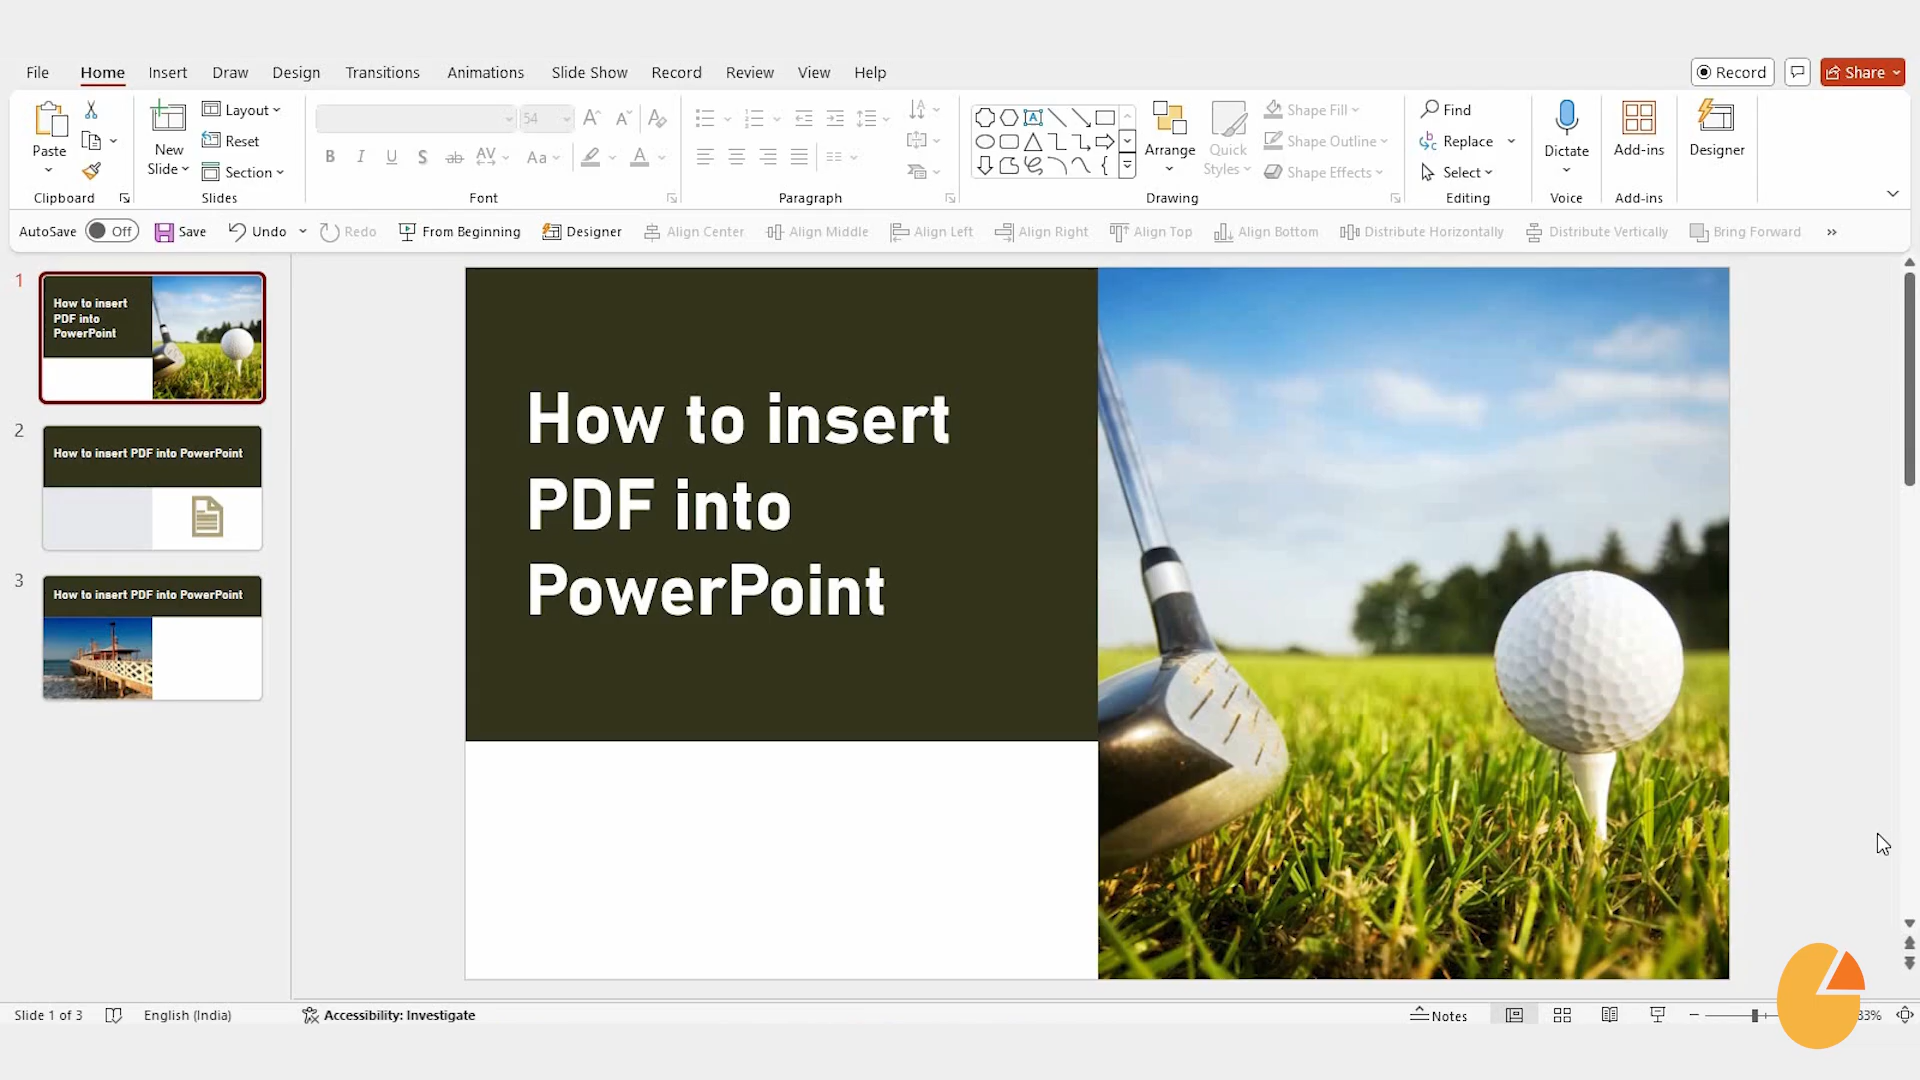 File Home Insert Draw Design Transitions Animations Slide Show Record Review View Help Record Share
Paste
New
Slide
Layout
Reset
Section
54
B I U S ab AV Aa A
Arrange
Quick
Styles
Shape Fill
Shape Outline
Shape Effects
Find
Replace
Select
Dictate
Add-ins
Designer
Clipboard Slides Font Paragraph Drawing Editing Voice Add-ins
AutoSave Off Save Undo Redo From Beginning Designer Align Center Align Middle Align Left Align Right Align Top Align Bottom Distribute Horizontally Distribute Vertically Bring Forward
1
How to insert
PDF into
PowerPoint
2
How to insert PDF into PowerPoint
3
How to insert PDF into PowerPoint
How to insert
PDF into
PowerPoint
Slide 1 of 3 English (India) Accessibility: Investigate Notes